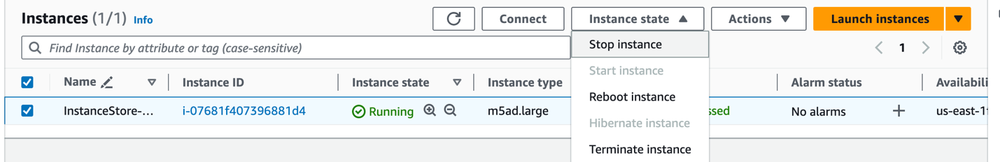 Instances (1/1) Info
Connect
Instance state
Actions
Launch instances
Find Instance by attribute or tag (case-sensitive)
1
Stop instance
Start instance
Reboot instance
Hibernate instance
Terminate instance
Name
Instance ID
Instance state
Instance type
Alarm status
Availabili
InstanceStore-...
i-07681f407396881d4
Running
m5ad.large
ssed
No alarms
us-east-1